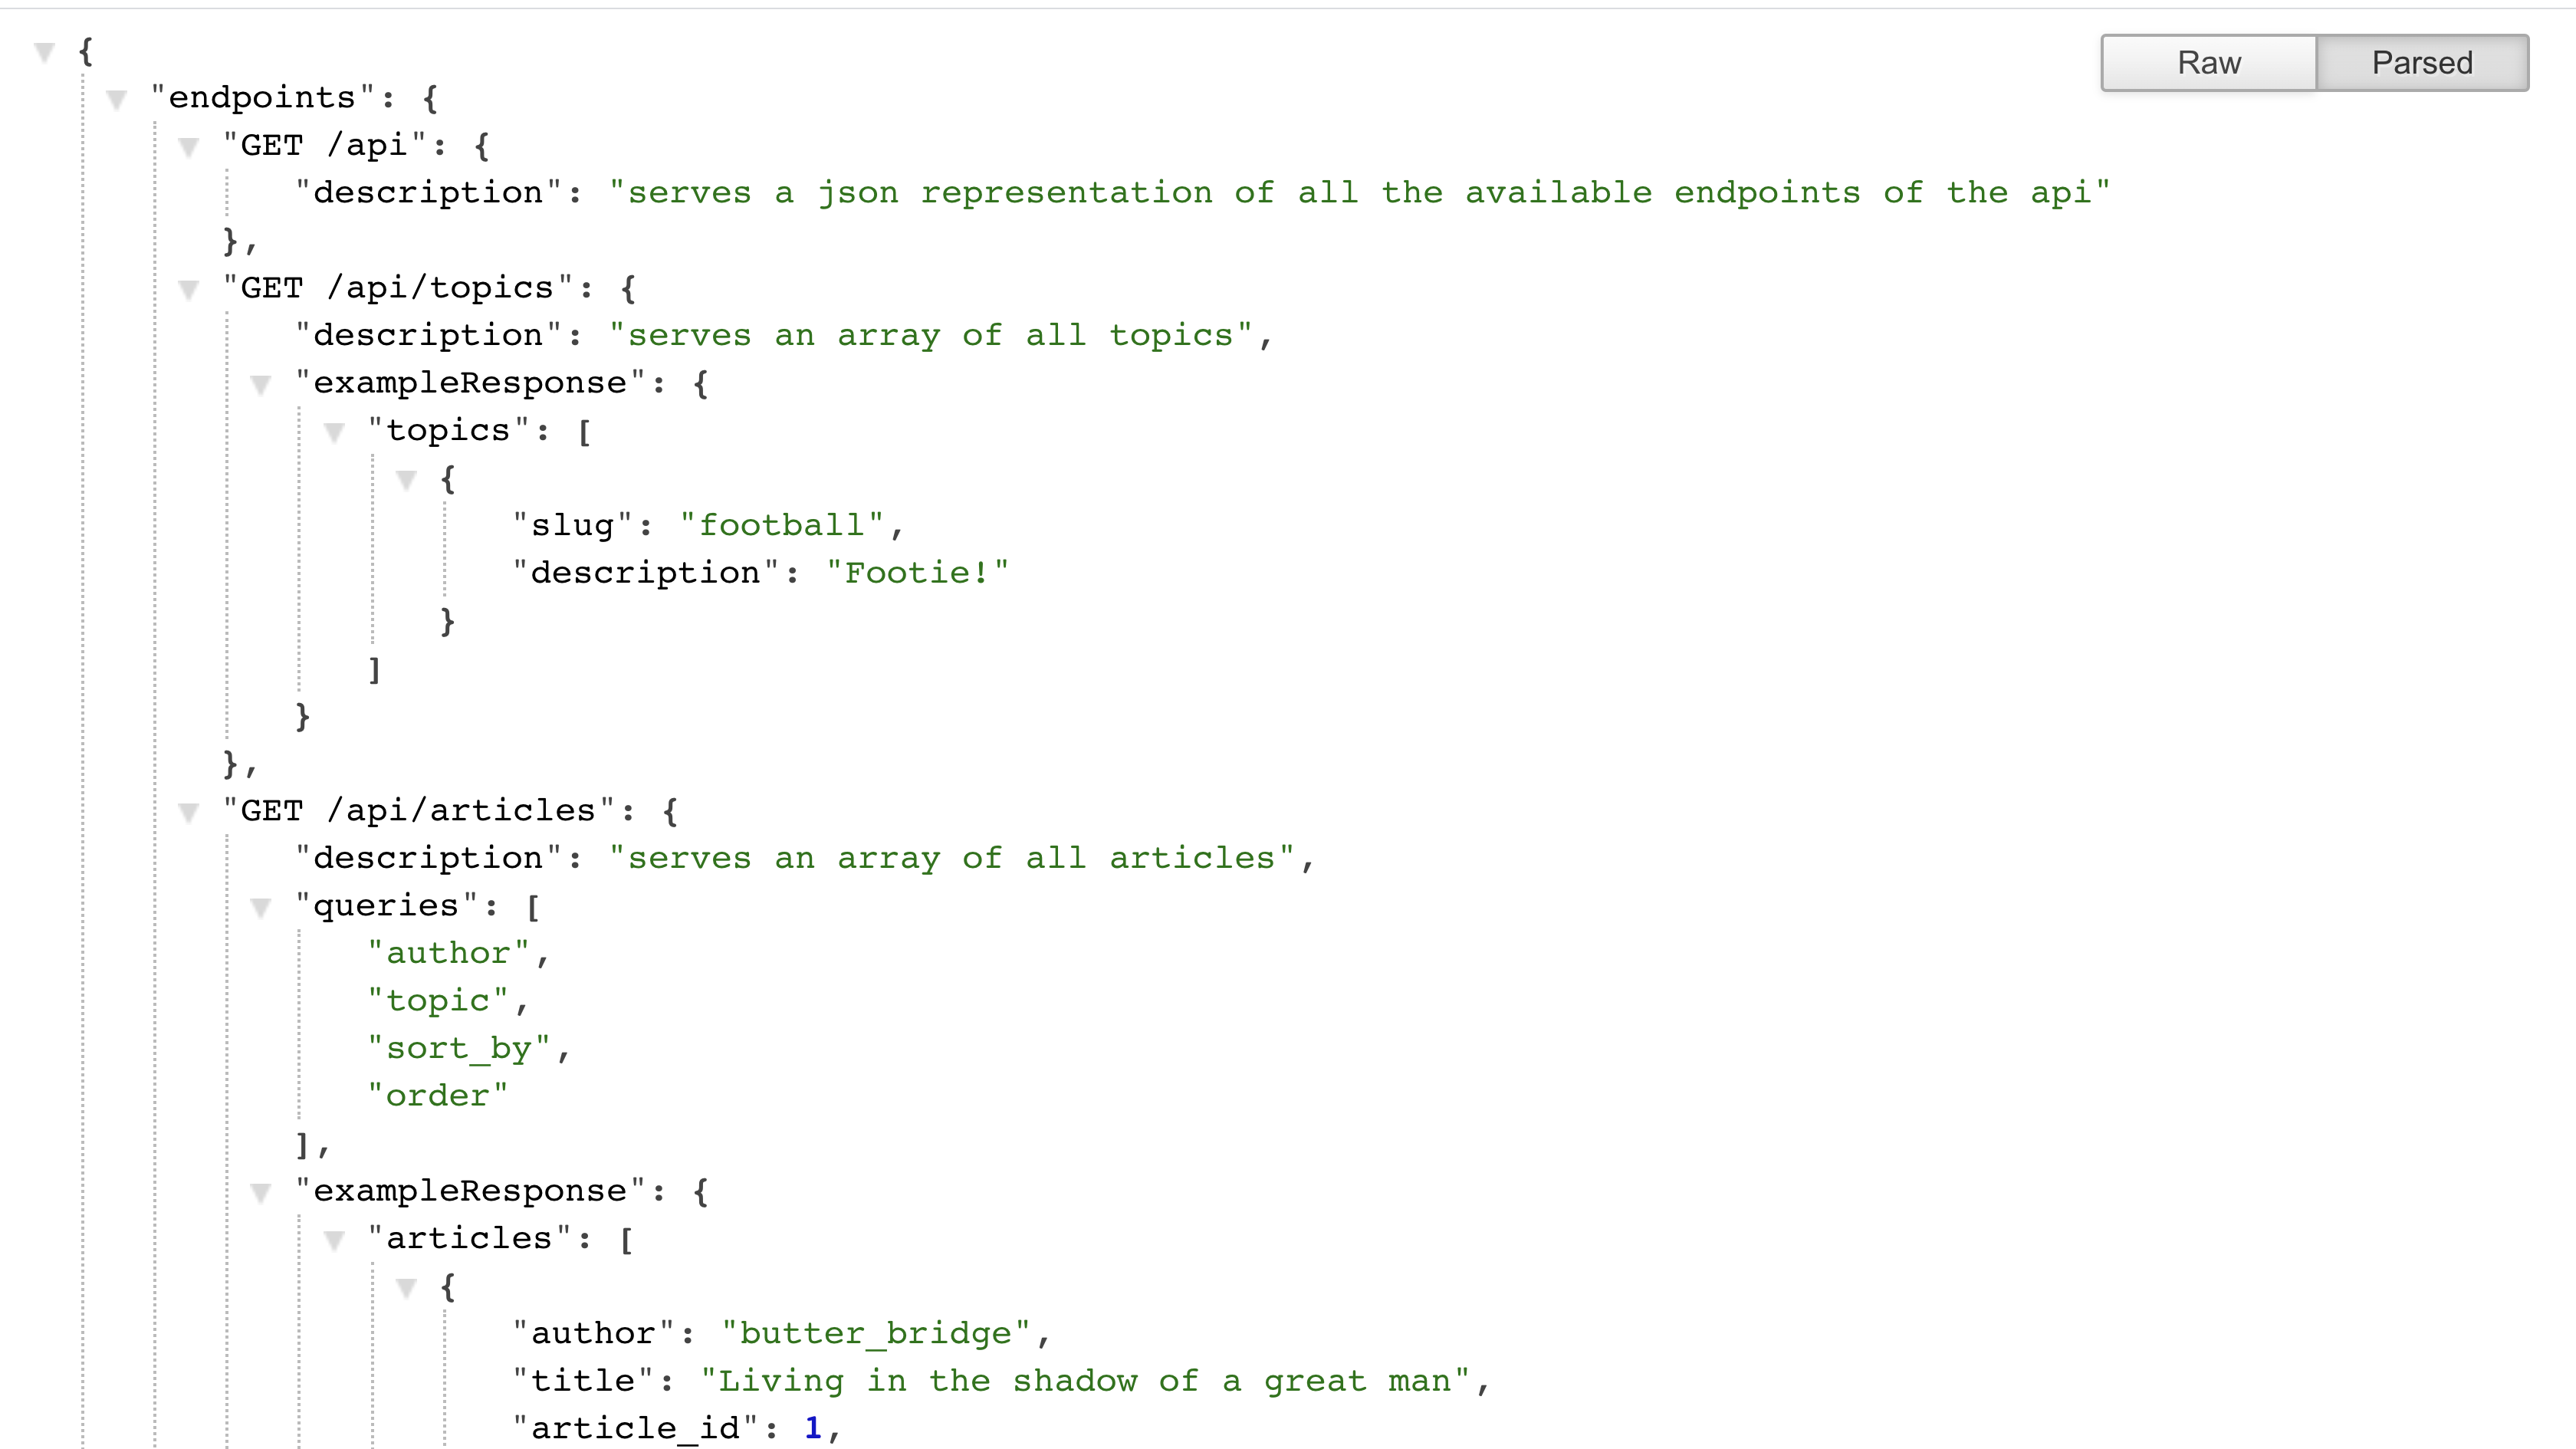 {
Raw Parsed
"endpoints": {
"GET /api": {
"description": "serves a json representation of all the available endpoints of the api"
},
"GET /api/topics": {
"description": "serves an array of all topics",
"exampleResponse": {
"topics": [
{
"slug": "football",
"description": "Footie!"
}
]
}
},
"GET /api/articles": {
"description": "serves an array of all articles",
"queries": [
"author",
"topic",
"sort_by",
"order"
],
"exampleResponse": {
"articles": [
{
"author": "butter_bridge",
"title": "Living in the shadow of a great man",
"article_id": 1,